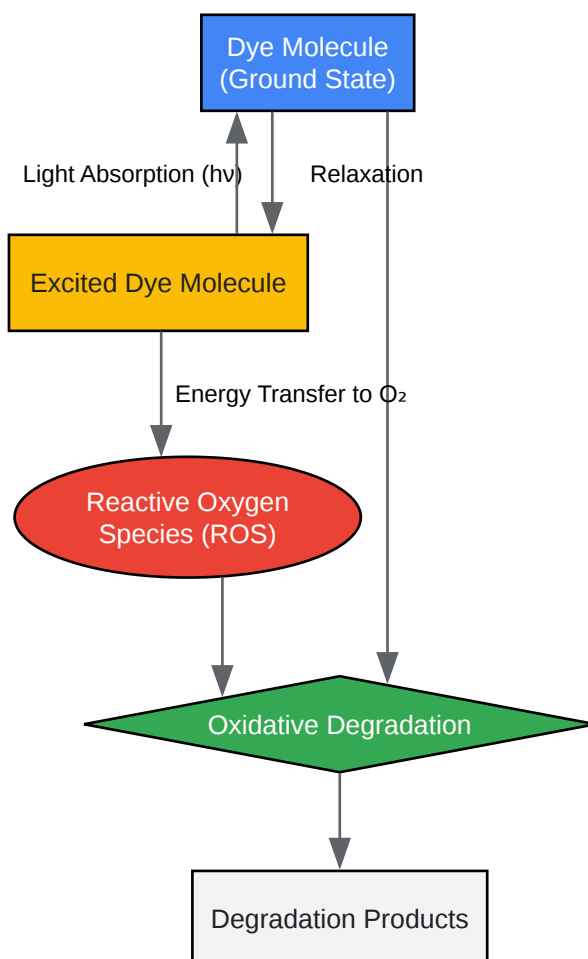 Dye Molecule
(Ground State)
Light Absorption (hν)
Relaxation
Excited Dye Molecule
Energy Transfer to O₂
Reactive Oxygen
Species (ROS)
Oxidative Degradation
Degradation Products